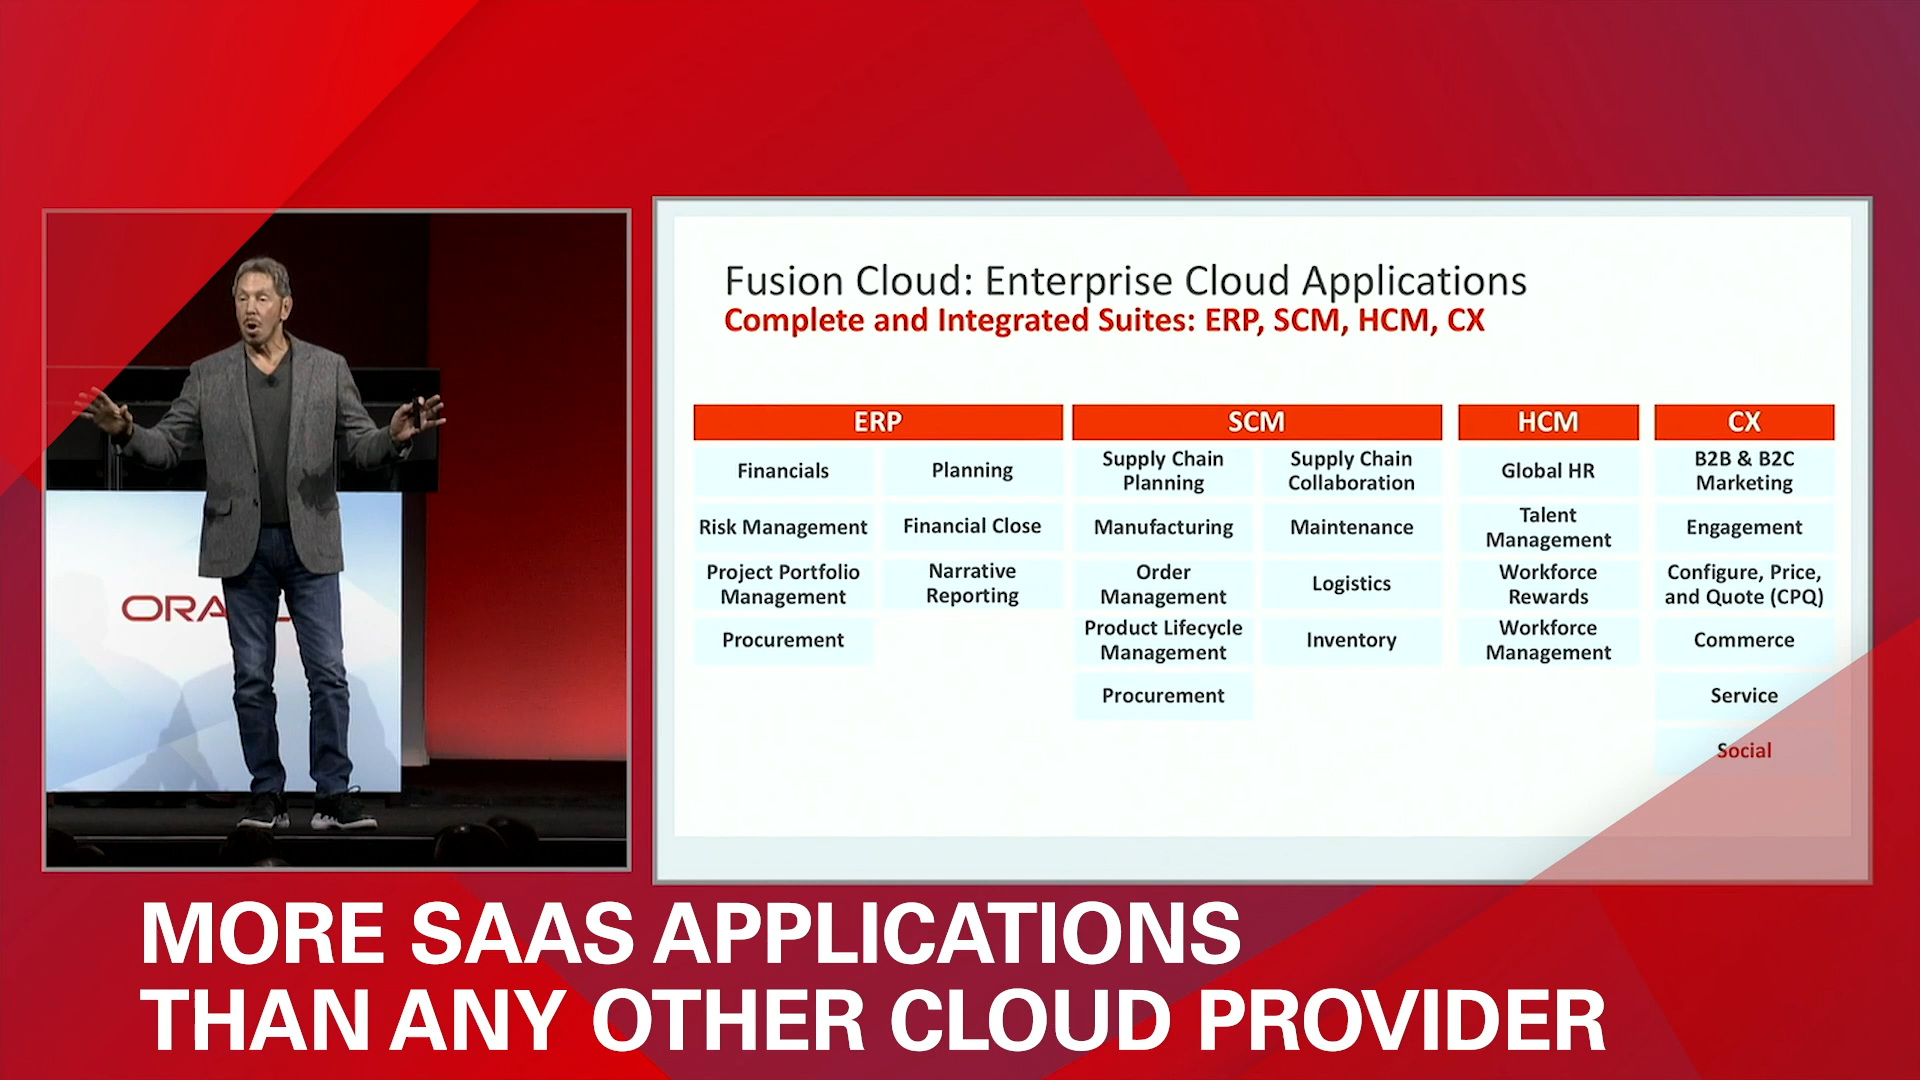 Fusion Cloud: Enterprise Cloud Applications
Complete and Integrated Suites: ERP, SCM, HCM, CX
ERP
Financials
Planning
Risk Management
Financial Close
Project Portfolio
Management
Narrative
Reporting
Procurement
SCM
Supply Chain
Planning
Supply Chain
Collaboration
Manufacturing
Maintenance
Order
Management
Logistics
Product Lifecycle
Management
Inventory
Procurement
HCM
Global HR
Talent
Management
Workforce
Rewards
Workforce
Management
CX
B2B & B2C
Marketing
Engagement
Configure, Price,
and Quote (CPQ)
Commerce
Service
Social
ORA
MORE SAAS APPLICATIONS
THAN ANY OTHER CLOUD PROVIDER